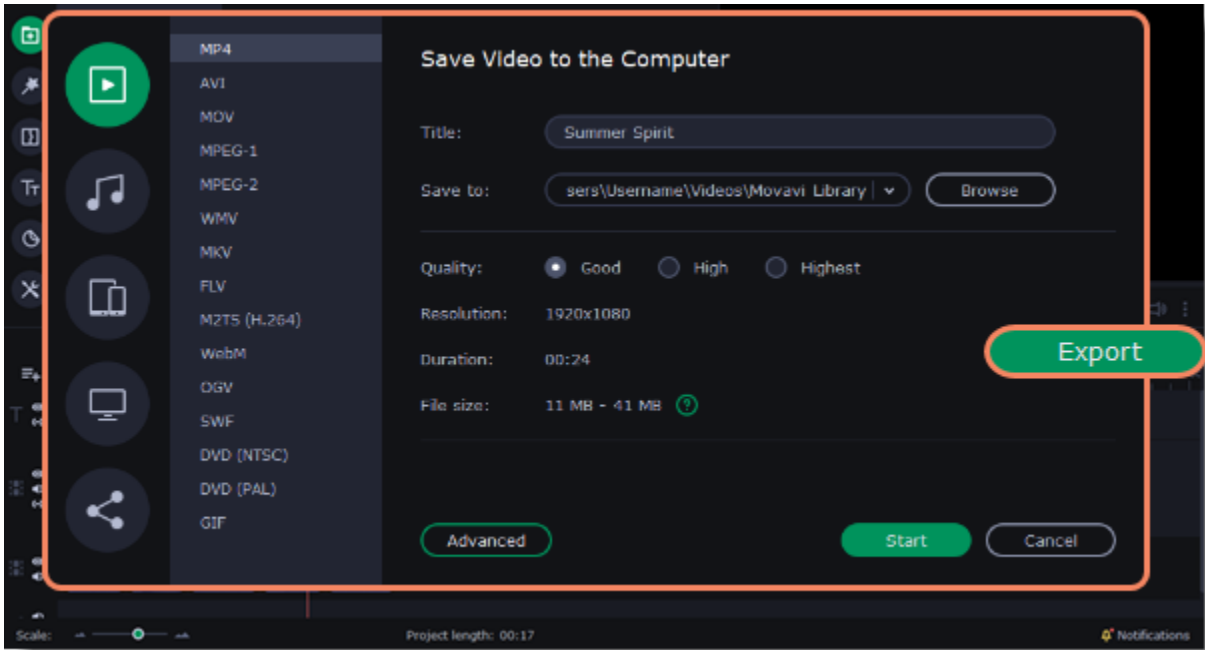 MP4
AVI
MOV
MPEG-1
MPEG-2
WMV
MKV
FLV
M2TS (H.264)
WebM
OGV
SWF
DVD (NTSC)
DVD (PAL)
GIF
Save Video to the Computer
Title: Summer Spirit
Save to: sers\Username\Videos\Movavi Library Browse
Quality: Good High Highest
Resolution: 1920x1080
Duration: 00:24
File size: 11 MB - 41 MB ?
Export
Advanced Start Cancel
Scale: Project length: 00:17 Notifications